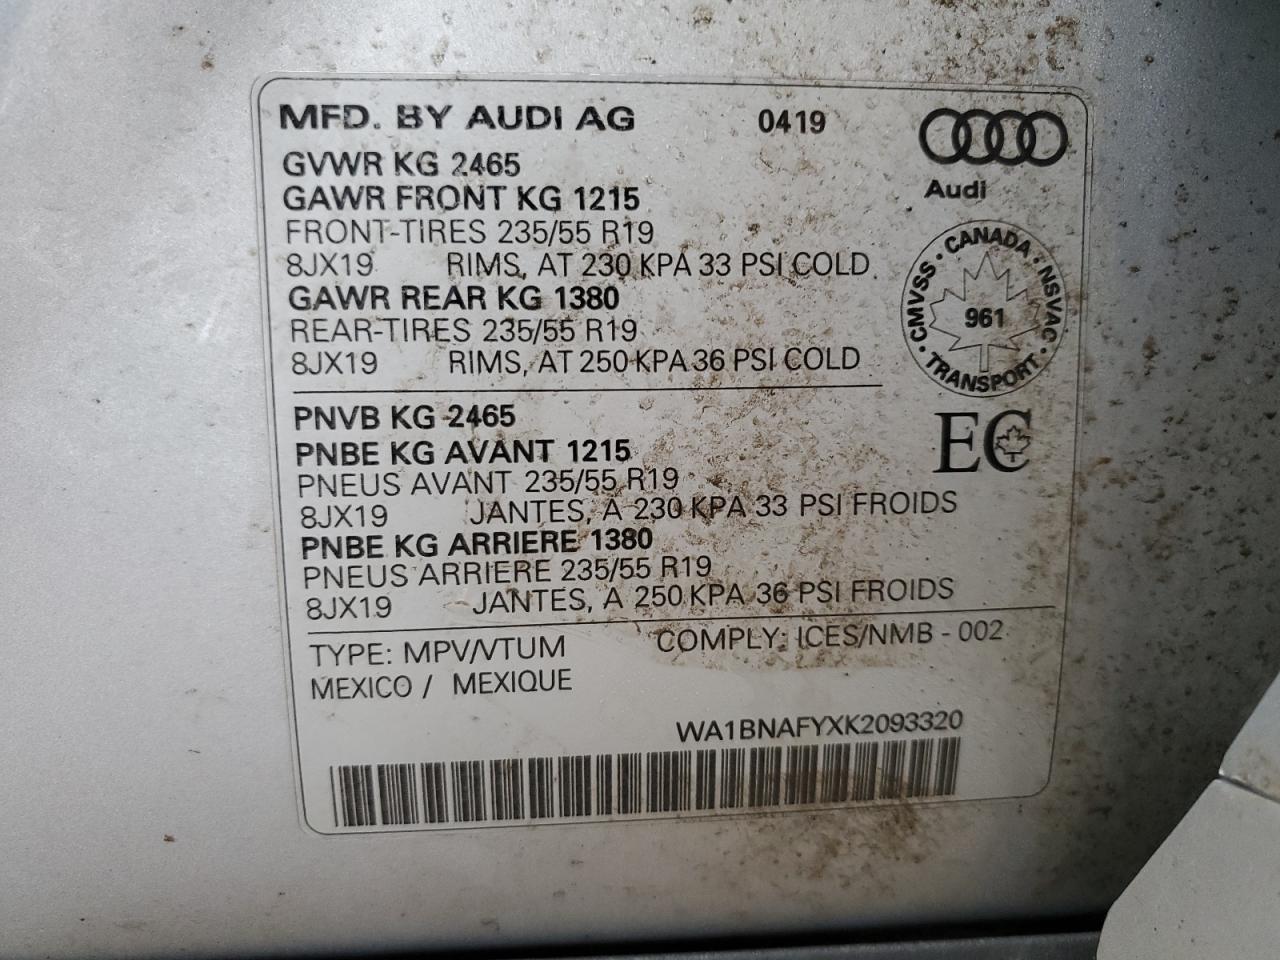 MFD. BY AUDI AG 0419
Audi
GVWR KG 2465
GAWR FRONT KG 1215
FRONT-TIRES 235/55 R19
8JX19 RIMS, AT 230 KPA 33 PSI COLD
GAWR REAR KG 1380
REAR-TIRES 235/55 R19
8JX19 RIMS, AT 250 KPA 36 PSI COLD
CMVSS · CANADA · NSVAC · TRANSPORT ·
961
EC
PNVB KG 2465
PNBE KG AVANT 1215
PNEUS AVANT 235/55 R19
8JX19 JANTES, A 230 KPA 33 PSI FROIDS
PNBE KG ARRIERE 1380
PNEUS ARRIERE 235/55 R19
8JX19 JANTES, A 250 KPA 36 PSI FROIDS
TYPE: MPV/VTUM COMPLY: ICES/NMB - 002
MEXICO / MEXIQUE
WA1BNAFYXK2093320